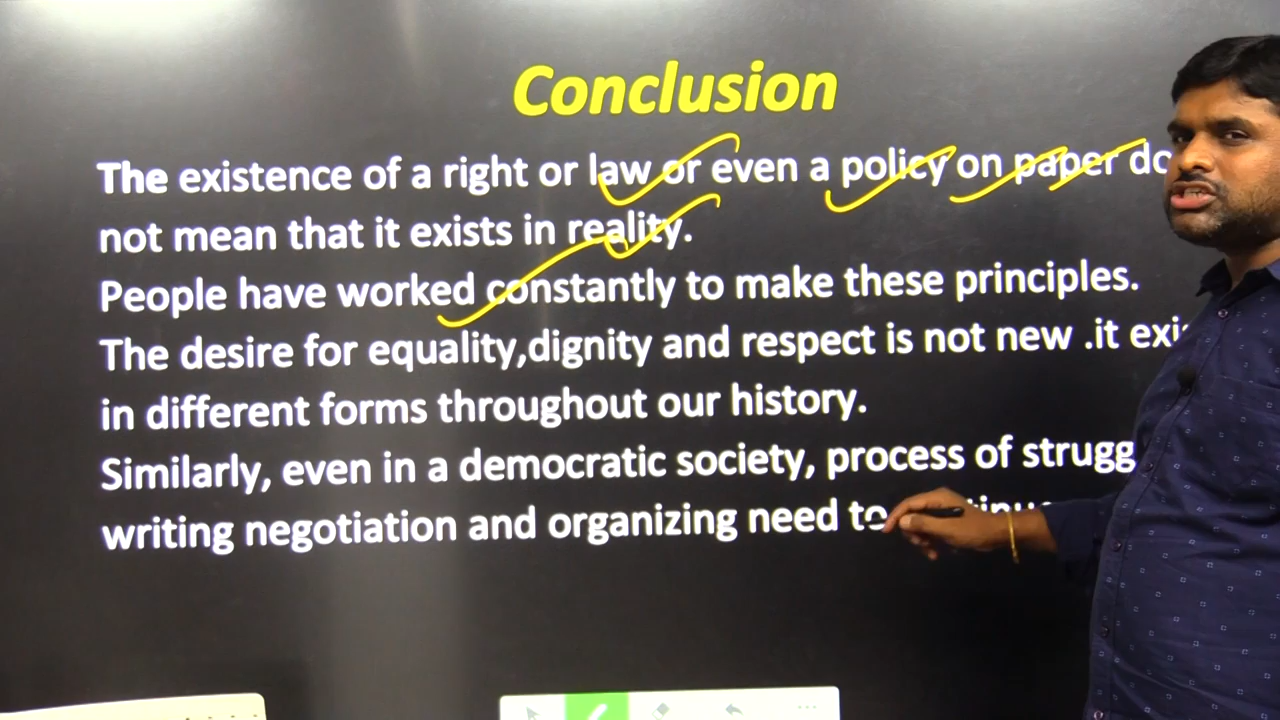 Conclusion
The existence of a right or law or even a policy on paper do
not mean that it exists in reality.
People have worked constantly to make these principles.
The desire for equality,dignity and respect is not new .it exi
in different forms throughout our history.
Similarly, even in a democratic society, process of strugg
writing negotiation and organizing need to